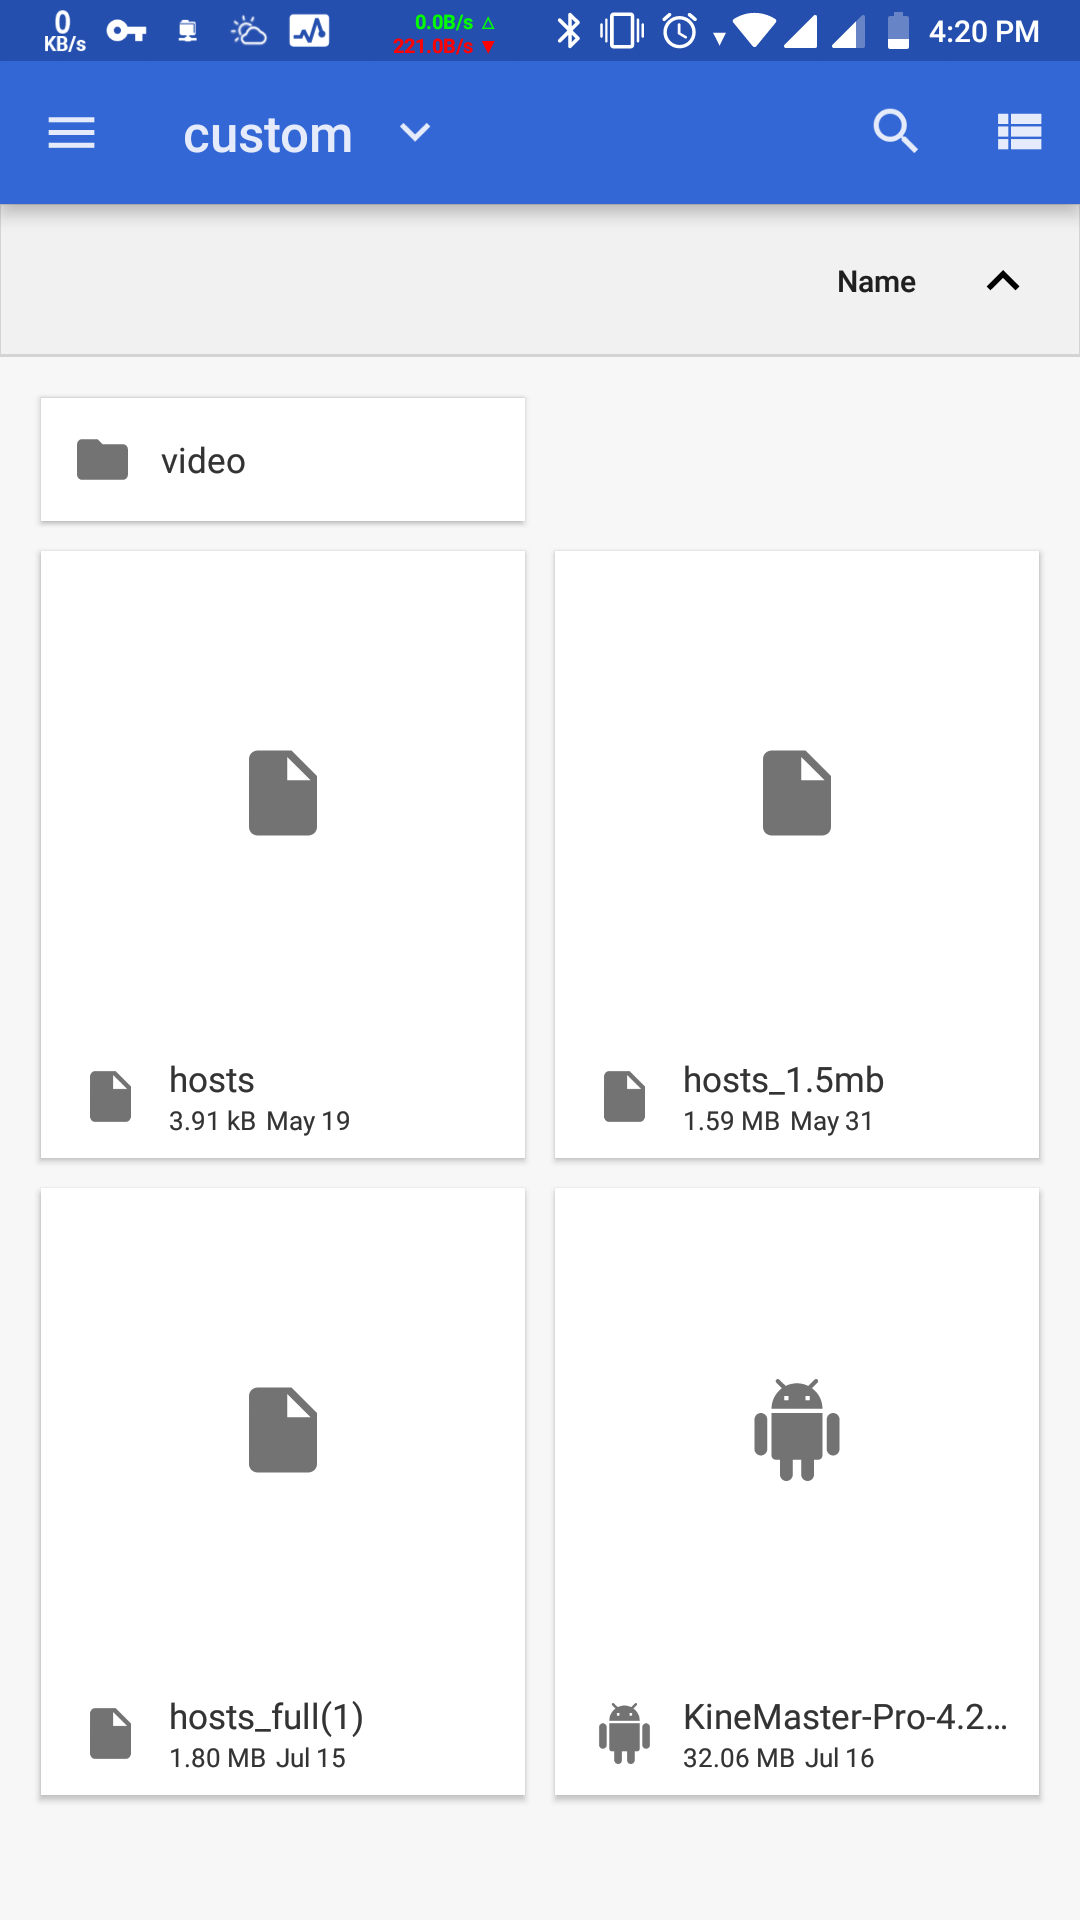 0
KB/s
0.0B/s △
221.0B/s ▼
4:20 PM
custom
Name
video
hosts
3.91 kB May 19
hosts_1.5mb
1.59 MB May 31
hosts_full(1)
1.80 MB Jul 15
KineMaster-Pro-4.2...
32.06 MB Jul 16